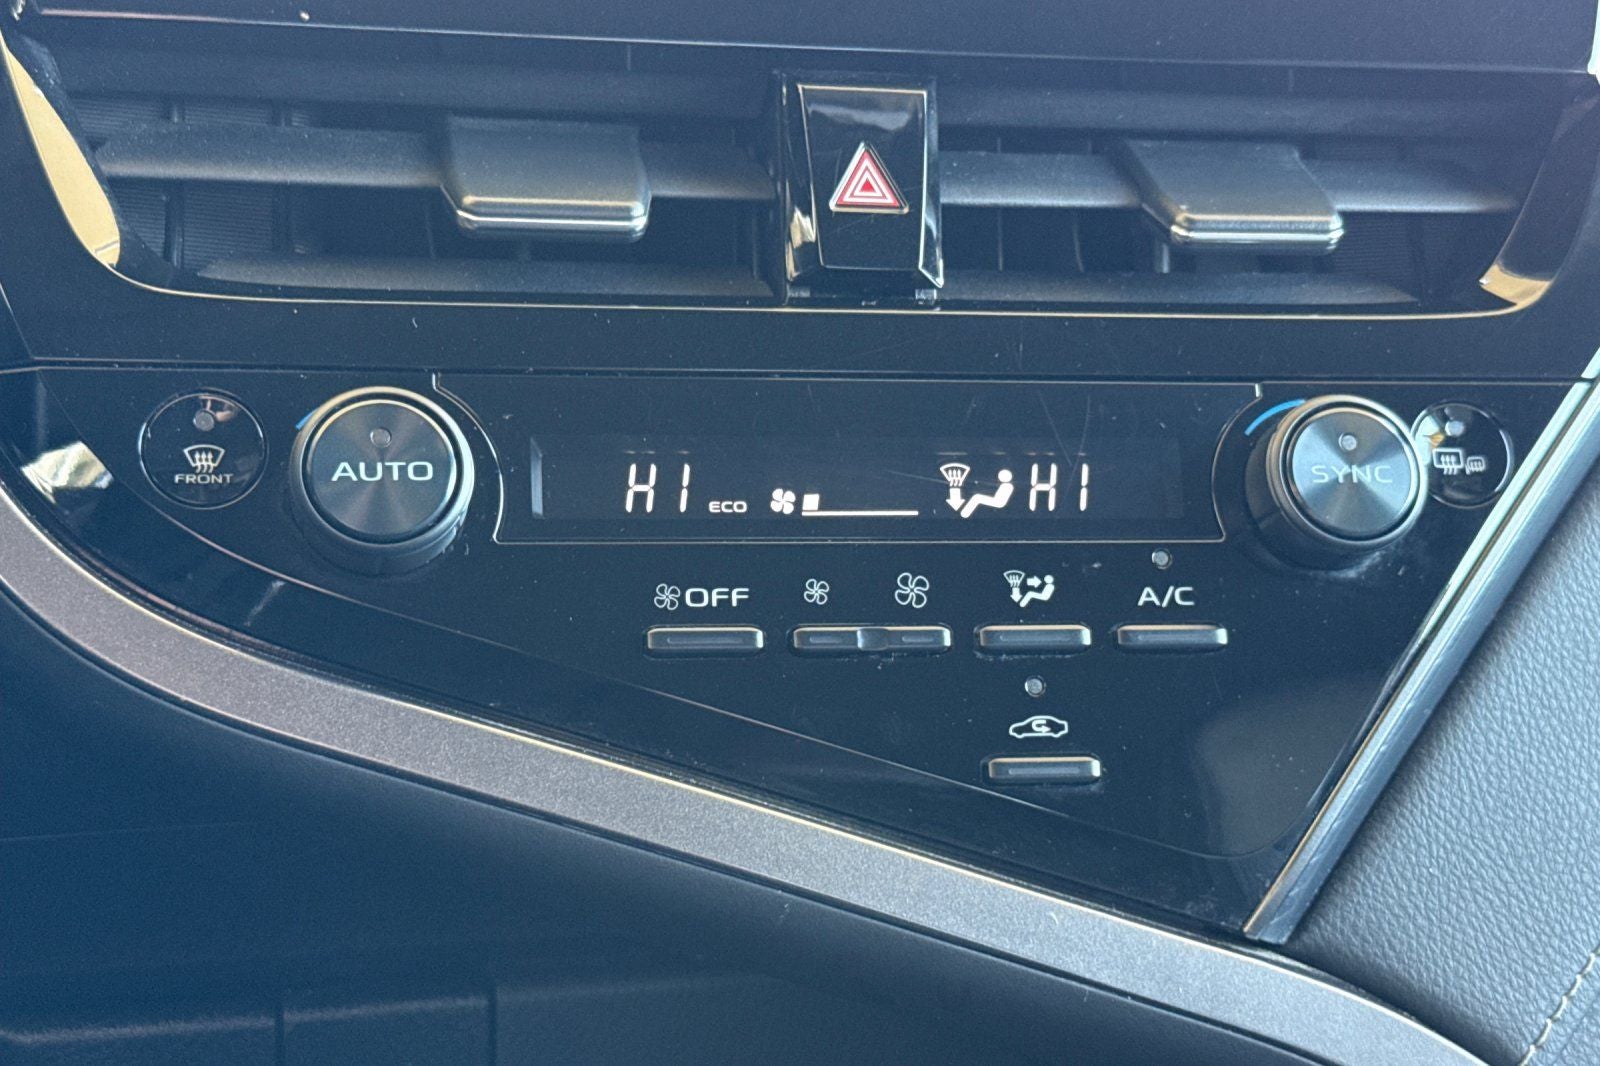 FRONT
AUTO
HI
ECO
HI
SYNC
OFF
A/C